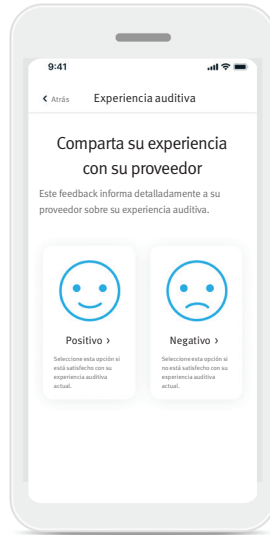 9:41
Atrás
Experiencia auditiva
Comparta su experiencia
con su proveedor
Este feedback informa detalladamente a su
proveedor sobre su experiencia auditiva.
Positivo ›
Seleccione esta opción si
está satisfecho con su
experiencia auditiva
actual.
Negativo ›
Seleccione esta opción si
no está satisfecho con su
experiencia auditiva
actual.